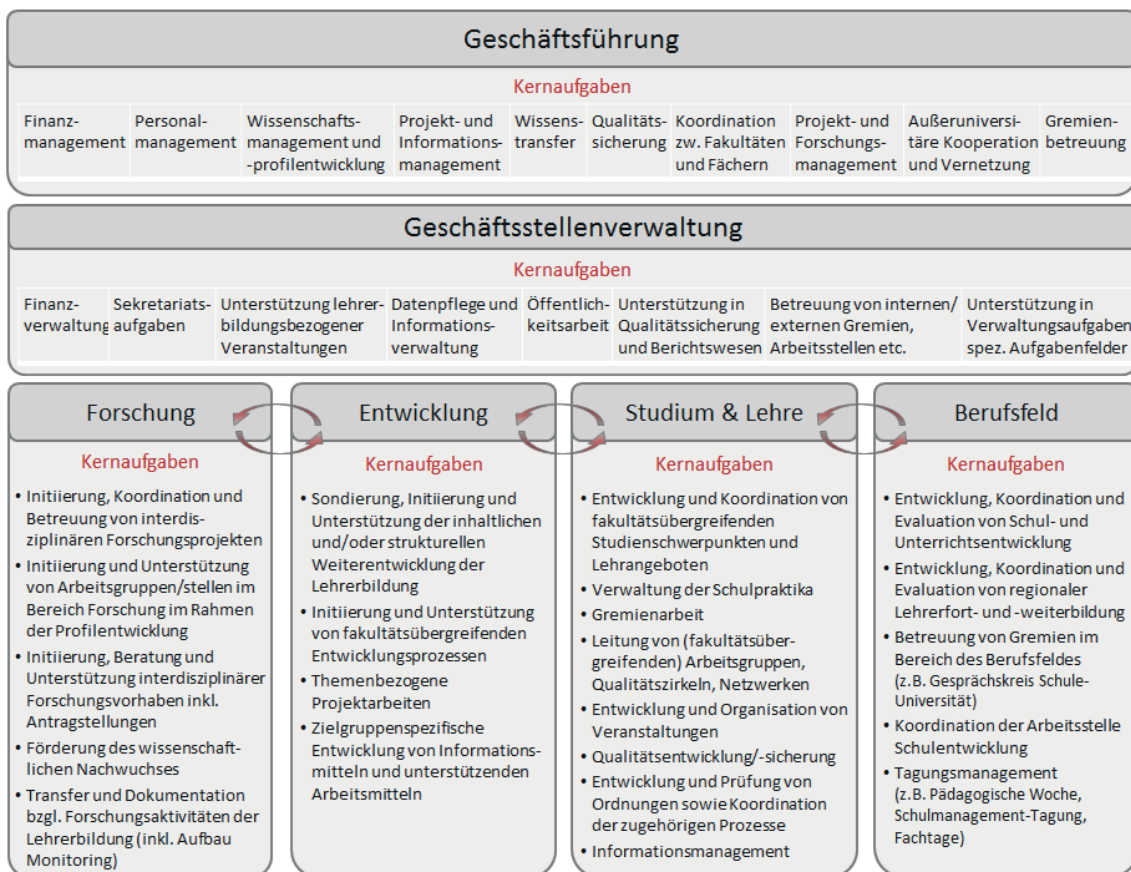 Geschäftsführung
Kernaufgaben
Finanz-
management
Personal-
management
Wissenschafts-
management und
-profilentwicklung
Projekt- und
Informations-
management
Wissens-
transfer
Qualitäts-
sicherung
Koordination
zw. Fakultäten
und Fächern
Projekt- und
Forschungs-
management
Außeruniversi-
täre Kooperation
und Vernetzung
Gremien-
betreuung
Geschäftsstellenverwaltung
Kernaufgaben
Finanz-
verwaltung
Sekretariats-
aufgaben
Unterstützung lehrer-
bildungsbezogener
Veranstaltungen
Datenpflege und
Informations-
verwaltung
Öffentlich-
keitsarbeit
Unterstützung in
Qualitätssicherung
und Berichtswesen
Betreuung von internen/
externen Gremien,
Arbeitsstellen etc.
Unterstützung in
Verwaltungsaufgaben
spez. Aufgabenfelder
Forschung
Kernaufgaben
• Initiierung, Koordination und
Betreuung von interdis-
ziplinären Forschungsprojekten
• Initiierung und Unterstützung
von Arbeitsgruppen/stellen im
Bereich Forschung im Rahmen
der Profilentwicklung
• Initiierung, Beratung und
Unterstützung interdisziplinärer
Forschungsvorhaben inkl.
Antragstellungen
• Förderung des wissenschaft-
lichen Nachwuchses
• Transfer und Dokumentation
bzgl. Forschungsaktivitäten der
Lehrerbildung (inkl. Aufbau
Monitoring)
Entwicklung
Kernaufgaben
• Sondierung, Initiierung und
Unterstützung der inhaltlichen
und/oder strukturellen
Weiterentwicklung der
Lehrerbildung
• Initiierung und Unterstützung
von fakultätsübergreifenden
Entwicklungsprozessen
• Themenbezogene
Projektarbeiten
• Zielgruppenspezifische
Entwicklung von Informations-
mitteln und unterstützenden
Arbeitsmitteln
Studium & Lehre
Kernaufgaben
• Entwicklung und Koordination von
fakultätsübergreifenden
Studienschwerpunkten und
Lehrangeboten
• Verwaltung der Schulpraktika
• Gremienarbeit
• Leitung von (fakultätsüber-
greifenden) Arbeitsgruppen,
Qualitätszirkeln, Netzwerken
• Entwicklung und Organisation von
Veranstaltungen
• Qualitätsentwicklung/-sicherung
• Entwicklung und Prüfung von
Ordnungen sowie Koordination
der zugehörigen Prozesse
• Informationsmanagement
Berufsfeld
Kernaufgaben
• Entwicklung, Koordination und
Evaluation von Schul- und
Unterrichtsentwicklung
• Entwicklung, Koordination und
Evaluation von regionaler
Lehrerfort- und -weiterbildung
• Betreuung von Gremien im
Bereich des Berufsfeldes
(z.B. Gesprächskreis Schule-
Universität)
• Koordination der Arbeitsstelle
Schulentwicklung
• Tagungsmanagement
(z.B. Pädagogische Woche,
Schulmanagement-Tagung,
Fachtage)